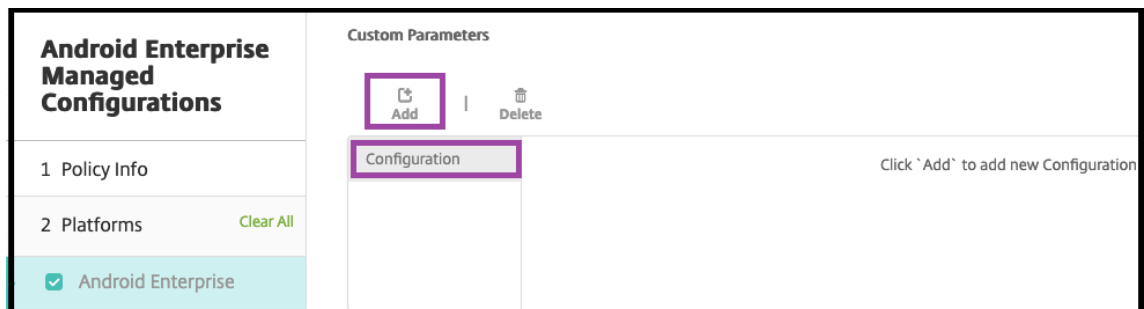 Android Enterprise
Managed
Configurations
1 Policy Info
2 Platforms
Clear All
Android Enterprise
Custom Parameters
Add
Delete
Configuration
Click `Add` to add new Configuration